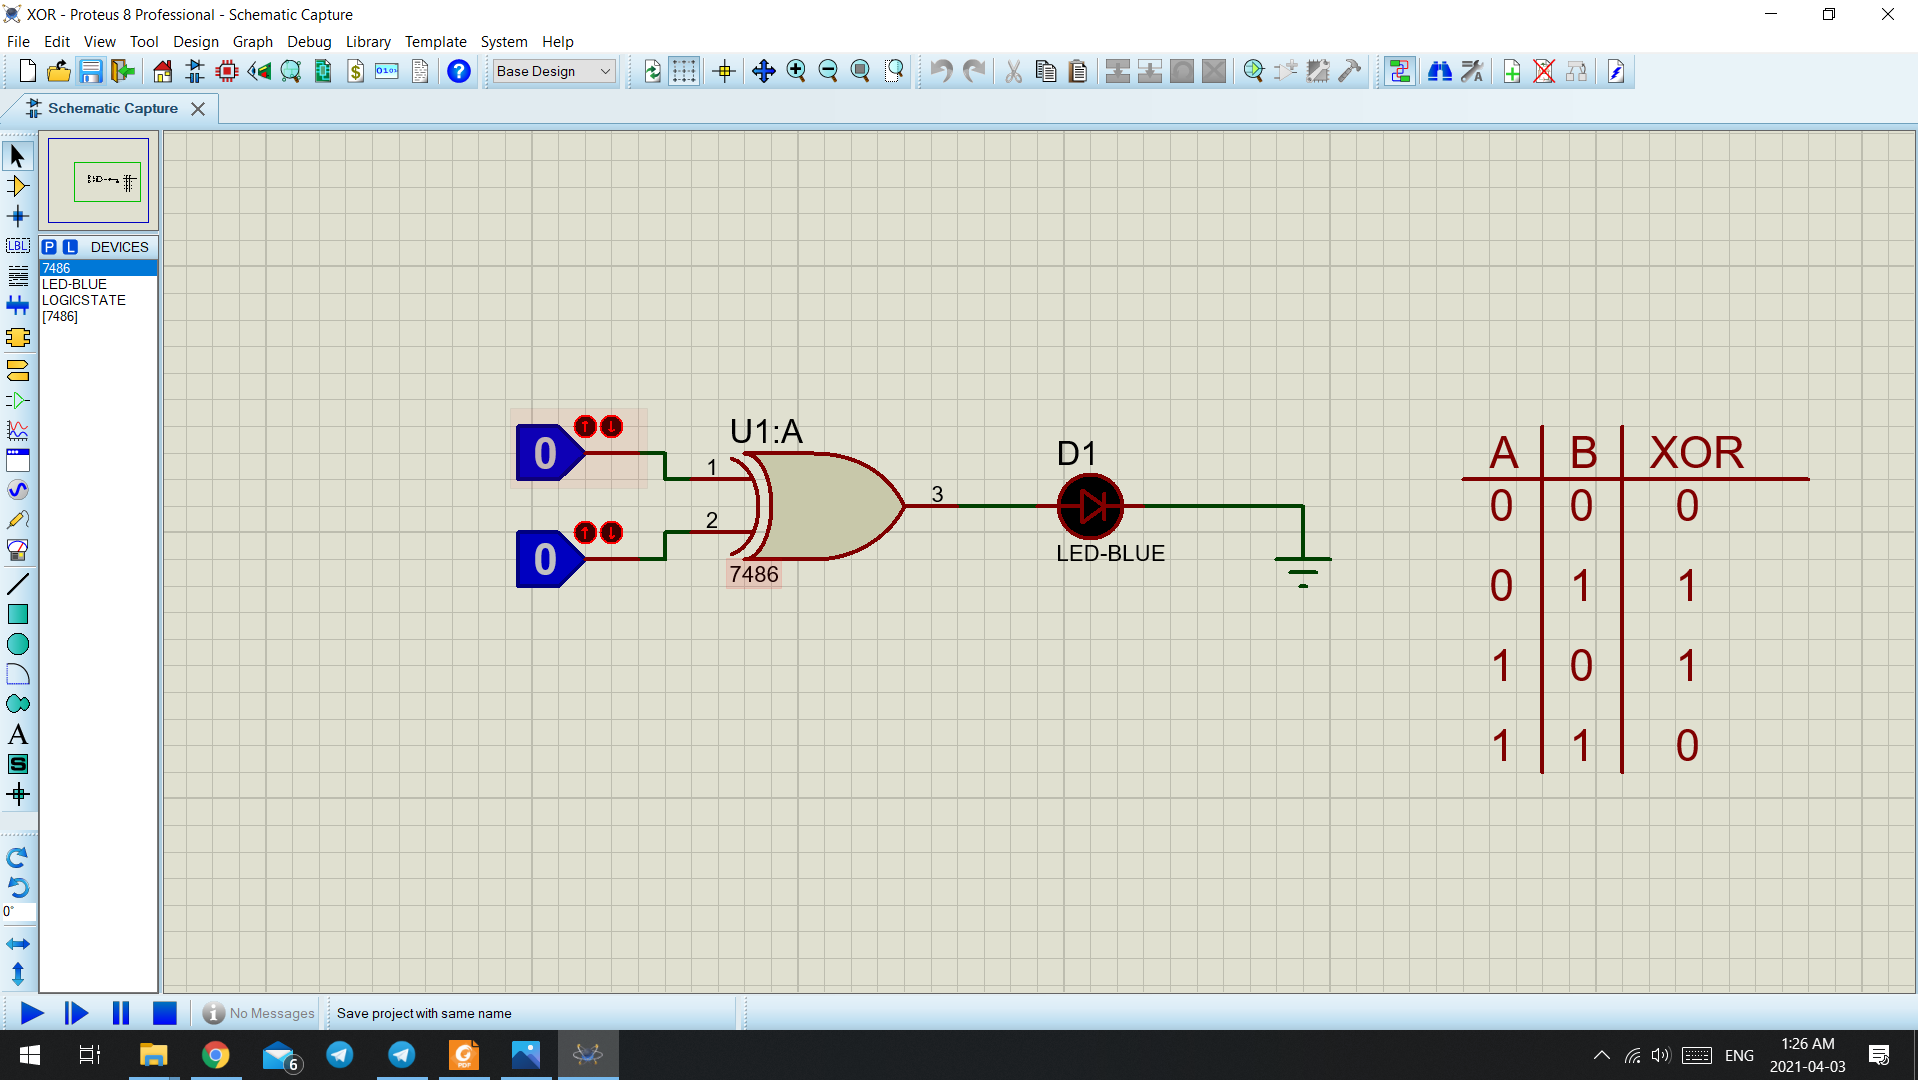 XOR - Proteus 8 Professional - Schematic Capture
File Edit View Tool Design Graph Debug Library Template System Help
$ 0101 ? Base Design
Schematic Capture
LBL
P L DEVICES
7486
LED-BLUE
LOGICSTATE
[7486]
A
S
0°
0
0
U1:A
1
2
3
7486
D1
LED-BLUE
A B XOR
0 0 0
0 1 1
1 0 1
1 1 0
No Messages
Save project with same name
6
PDF
ENG
1:26 AM
2021-04-03